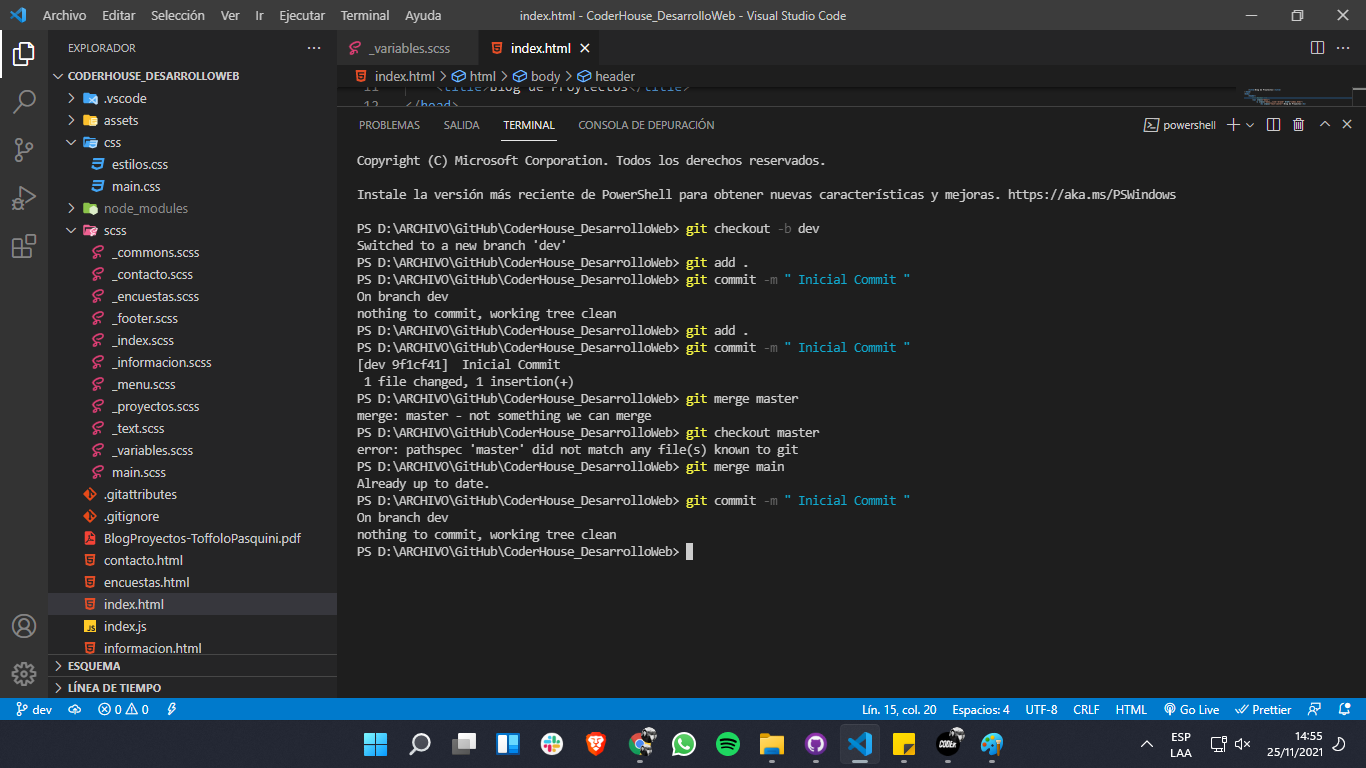 Archivo Editar Selección Ver Ir Ejecutar Terminal Ayuda
index.html - CoderHouse_DesarrolloWeb - Visual Studio Code
EXPLORADOR
CODERHOUSE_DESARROLLOWEB
.vscode
assets
css
estilos.css
main.css
node_modules
scss
_commons.scss
_contacto.scss
_encuestas.scss
_footer.scss
_index.scss
_informacion.scss
_menu.scss
_proyectos.scss
_text.scss
_variables.scss
main.scss
.gitattributes
.gitignore
BlogProyectos-ToffoloPasquini.pdf
contacto.html
encuestas.html
index.html
index.js
informacion.html
ESQUEMA
LÍNEA DE TIEMPO
_variables.scss
index.html
index.html > html > body > header
11 <title>Blog de Proytectos</title>
12 </head>
PROBLEMAS SALIDA TERMINAL CONSOLA DE DEPURACIÓN
powershell
Copyright (C) Microsoft Corporation. Todos los derechos reservados.
Instale la versión más reciente de PowerShell para obtener nuevas características y mejoras. https://aka.ms/PSWindows
PS D:\ARCHIVO\GitHub\CoderHouse_DesarrolloWeb> git checkout -b dev
Switched to a new branch 'dev'
PS D:\ARCHIVO\GitHub\CoderHouse_DesarrolloWeb> git add .
PS D:\ARCHIVO\GitHub\CoderHouse_DesarrolloWeb> git commit -m " Inicial Commit "
On branch dev
nothing to commit, working tree clean
PS D:\ARCHIVO\GitHub\CoderHouse_DesarrolloWeb> git add .
PS D:\ARCHIVO\GitHub\CoderHouse_DesarrolloWeb> git commit -m " Inicial Commit "
[dev 9f1cf41]  Inicial Commit
 1 file changed, 1 insertion(+)
PS D:\ARCHIVO\GitHub\CoderHouse_DesarrolloWeb> git merge master
merge: master - not something we can merge
PS D:\ARCHIVO\GitHub\CoderHouse_DesarrolloWeb> git checkout master
error: pathspec 'master' did not match any file(s) known to git
PS D:\ARCHIVO\GitHub\CoderHouse_DesarrolloWeb> git merge main
Already up to date.
PS D:\ARCHIVO\GitHub\CoderHouse_DesarrolloWeb> git commit -m " Inicial Commit "
On branch dev
nothing to commit, working tree clean
PS D:\ARCHIVO\GitHub\CoderHouse_DesarrolloWeb>
dev 0 0 Lín. 15, col. 20 Espacios: 4 UTF-8 CRLF HTML Go Live Prettier
CODER
ESP
LAA
14:55
25/11/2021